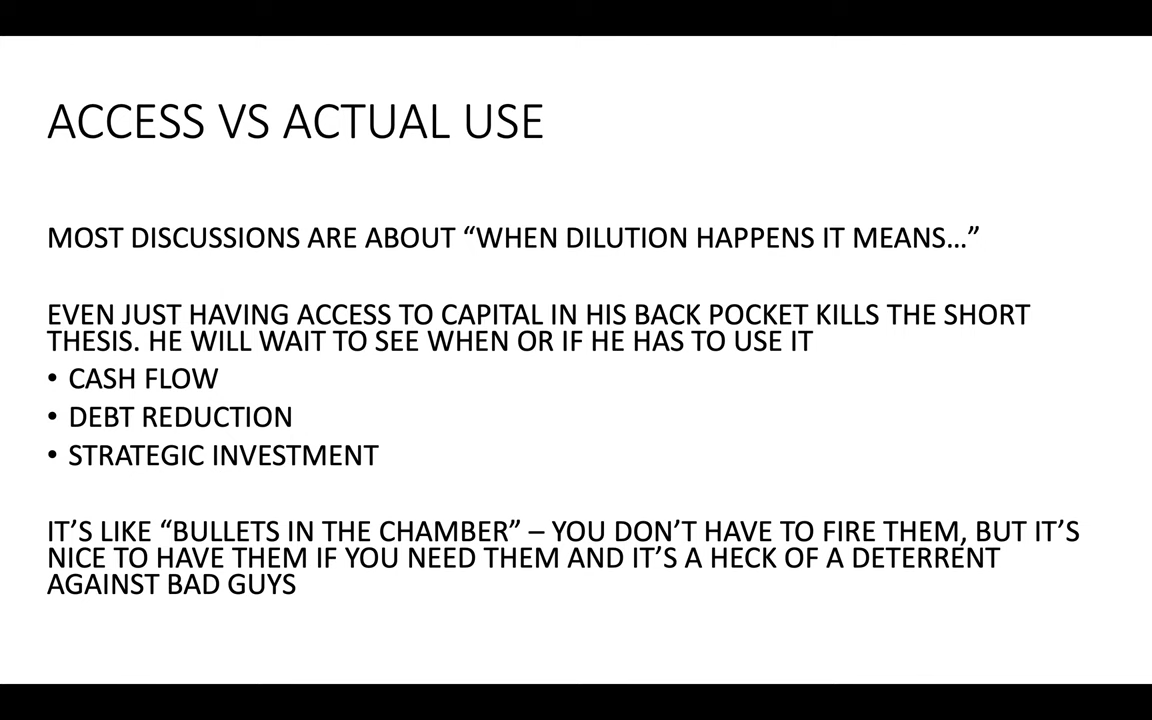 ACCESS VS ACTUAL USE
MOST DISCUSSIONS ARE ABOUT “WHEN DILUTION HAPPENS IT MEANS…”
EVEN JUST HAVING ACCESS TO CAPITAL IN HIS BACK POCKET KILLS THE SHORT
THESIS. HE WILL WAIT TO SEE WHEN OR IF HE HAS TO USE IT
• CASH FLOW
• DEBT REDUCTION
• STRATEGIC INVESTMENT
IT’S LIKE “BULLETS IN THE CHAMBER” – YOU DON’T HAVE TO FIRE THEM, BUT IT’S
NICE TO HAVE THEM IF YOU NEED THEM AND IT’S A HECK OF A DETERRENT
AGAINST BAD GUYS